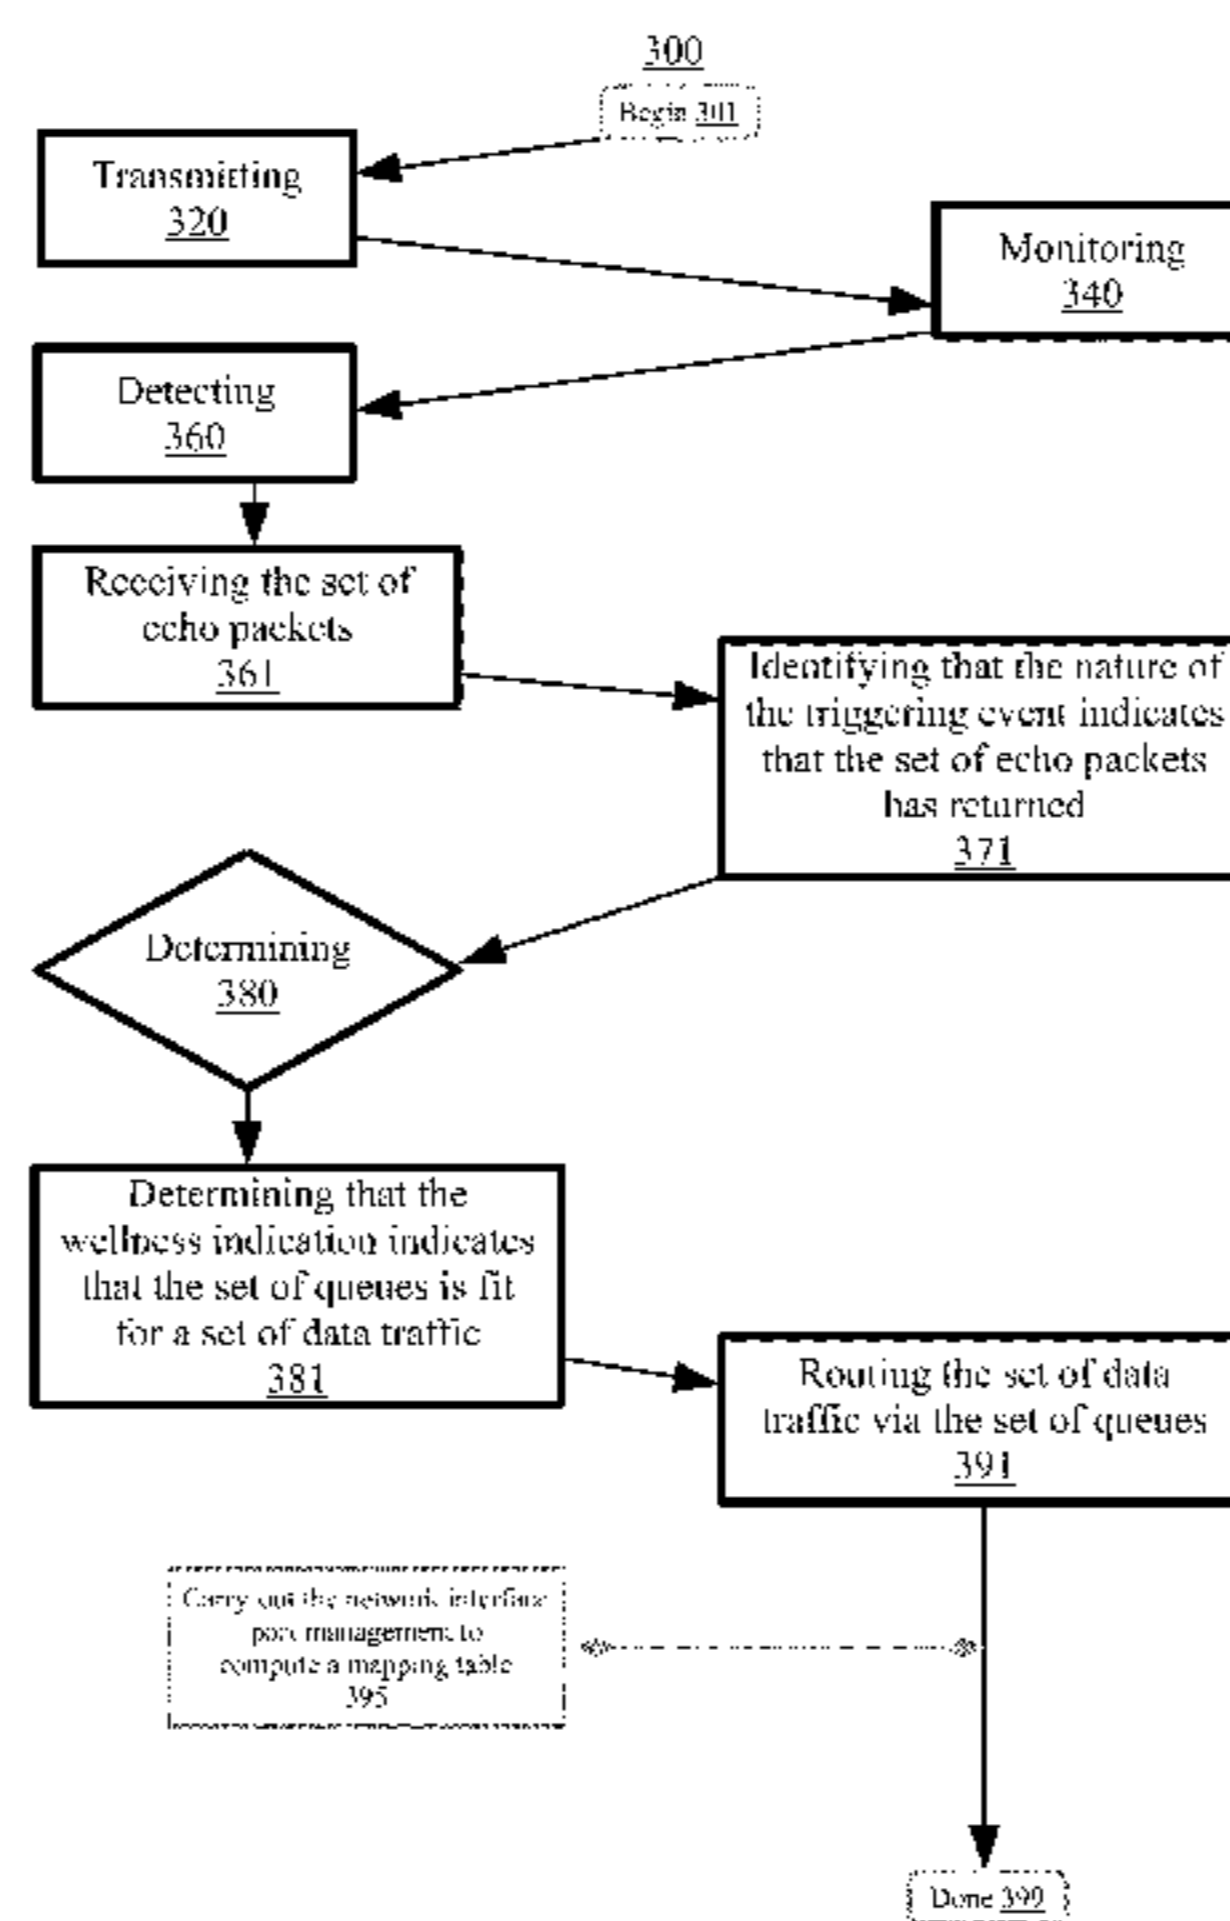 300
Begin 301
Transmitting
320
Monitoring
340
Detecting
360
Receiving the set of
echo packets
361
Identifying that the nature of
the triggering event indicates
that the set of echo packets
has returned
371
Determining
380
Determining that the
wellness indication indicates
that the set of queues is fit
for a set of data traffic
381
Routing the set of data
traffic via the set of queues
391
Carry out the network interface
port management to
compute a mapping table
395
Done 399